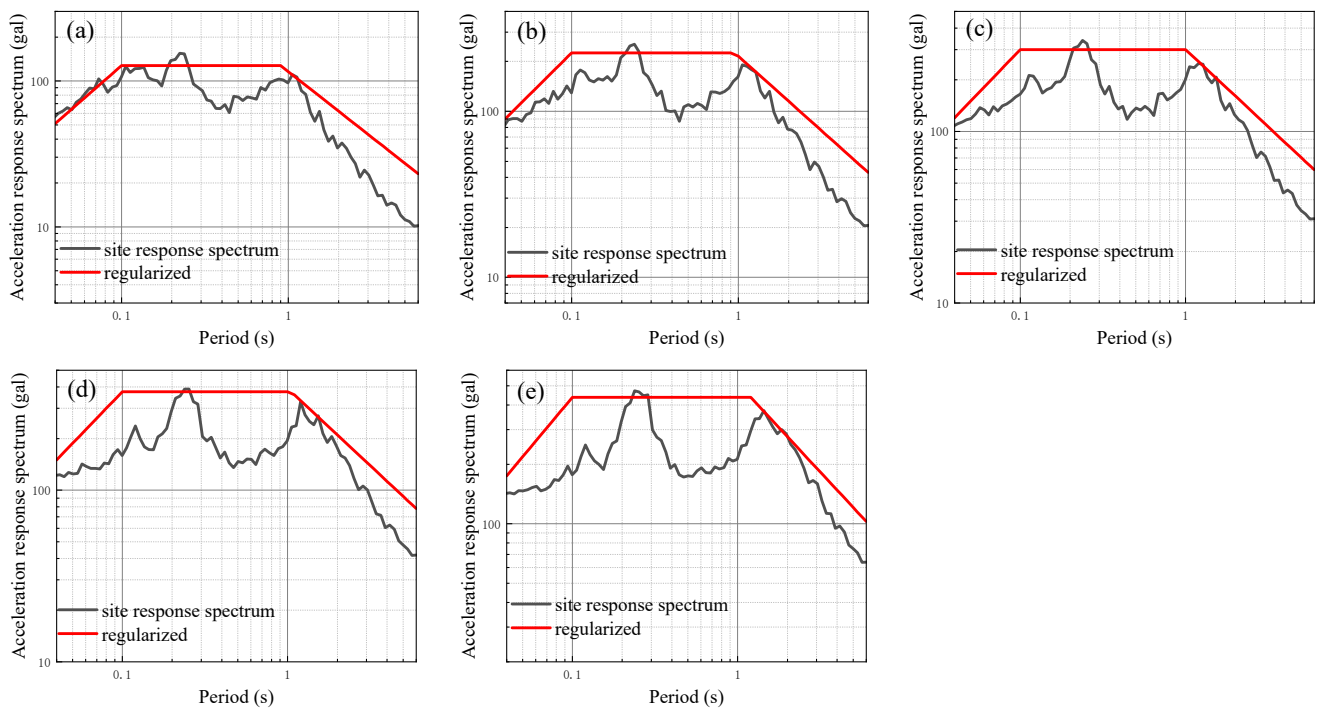 (a)
Acceleration response spectrum (gal)
100
10
site response spectrum
regularized
0.1
1
Period (s)
(b)
Acceleration response spectrum (gal)
100
10
site response spectrum
regularized
0.1
1
Period (s)
(c)
Acceleration response spectrum (gal)
100
10
site response spectrum
regularized
0.1
1
Period (s)
(d)
Acceleration response spectrum (gal)
100
10
site response spectrum
regularized
0.1
1
Period (s)
(e)
Acceleration response spectrum (gal)
100
site response spectrum
regularized
0.1
1
Period (s)